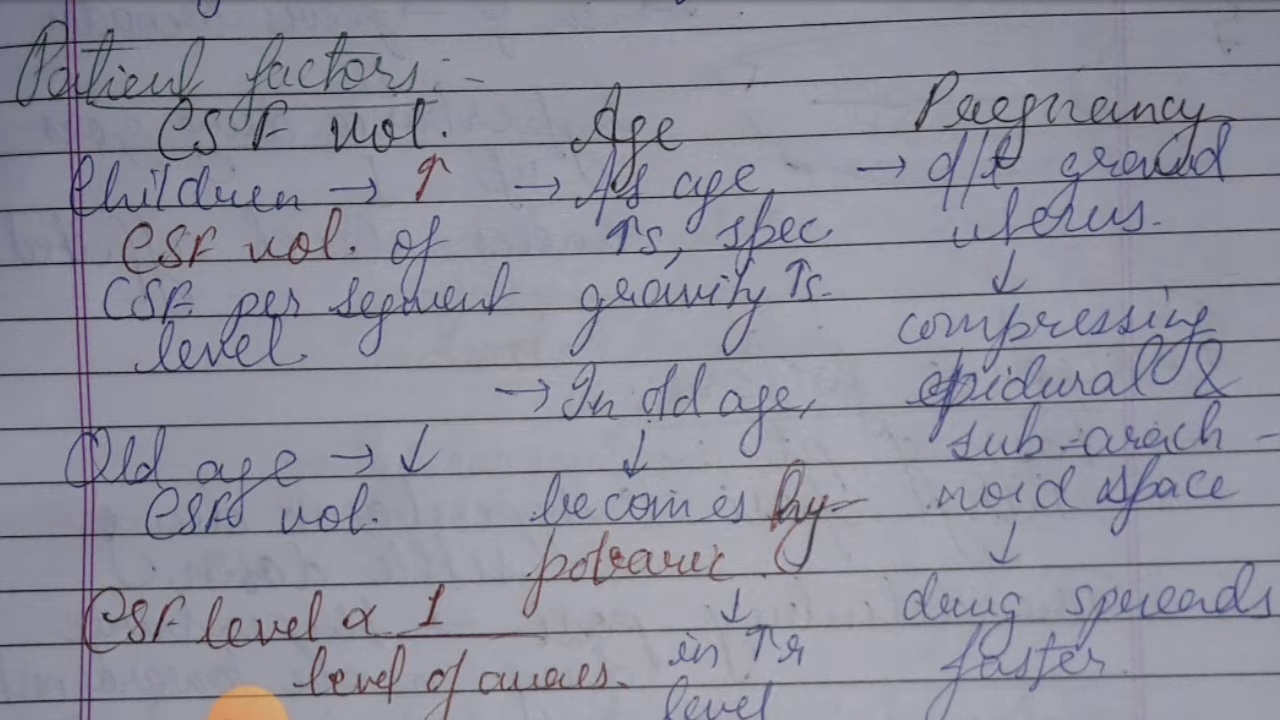 Patient factors:-
CSF vol.
Children → ↑
CSF vol. of
CSF per segment
level
Old age → ↓
CSF vol.
CSF level α 1
level of anaes.
Age
→ As age
↑s, spec
gravity ↑s.
→ In old age,
↓
becomes hy-
pobaric.
↓
in ↑s
level
Pregnancy
→ d/t gravid
uterus.
↓
compressing
epidural &
sub-arach-
noid space
↓
drug spreads
faster.